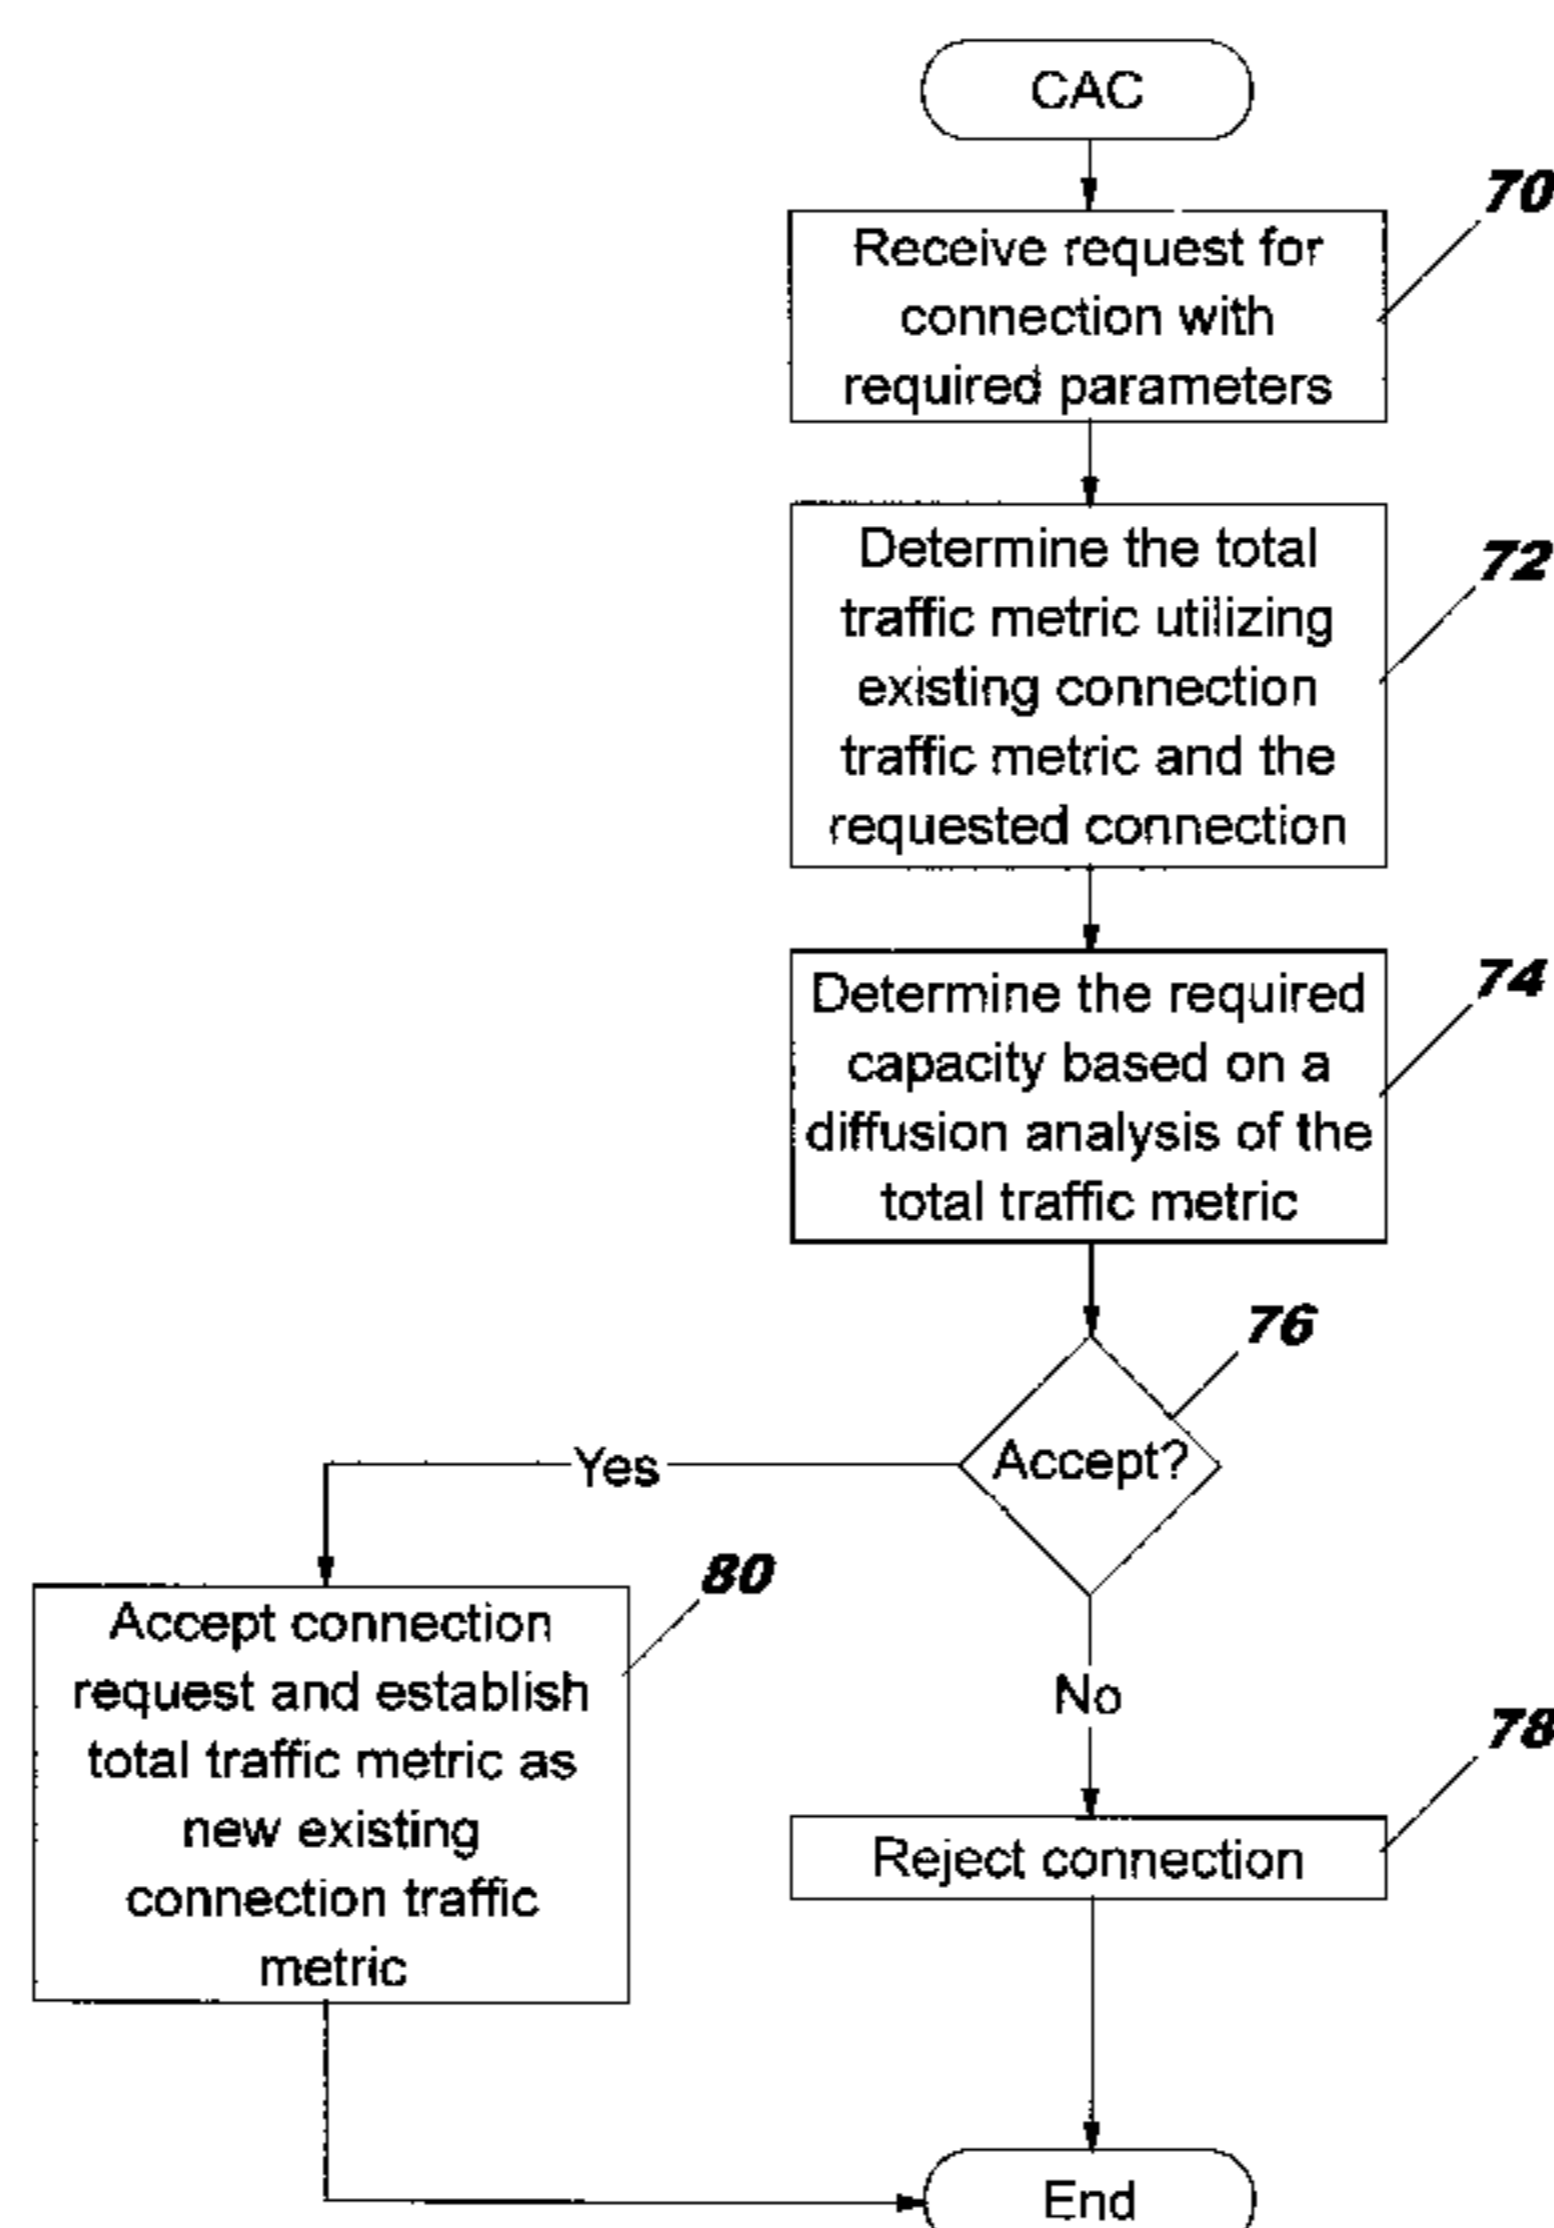 CAC
70
Receive request for
connection with
required parameters
72
Determine the total
traffic metric utilizing
existing connection
traffic metric and the
requested connection
74
Determine the required
capacity based on a
diffusion analysis of the
total traffic metric
76
Accept?
Yes
80
Accept connection
request and establish
total traffic metric as
new existing
connection traffic
metric
No
78
Reject connection
End